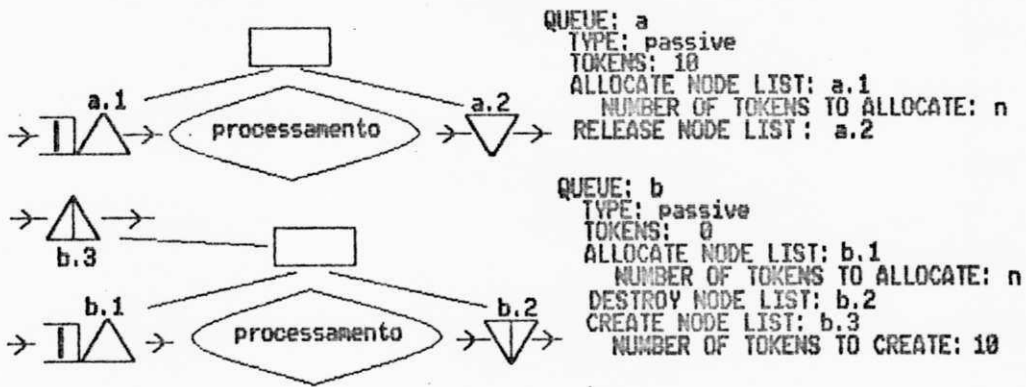 a.1
a.2
processamento
QUEUE: a
TYPE: passive
TOKENS: 10
ALLOCATE NODE LIST: a.1
NUMBER OF TOKENS TO ALLOCATE: n
RELEASE NODE LIST: a.2
b.3
b.1
b.2
processamento
QUEUE: b
TYPE: passive
TOKENS: 0
ALLOCATE NODE LIST: b.1
NUMBER OF TOKENS TO ALLOCATE: n
DESTROY NODE LIST: b.2
CREATE NODE LIST: b.3
NUMBER OF TOKENS TO CREATE: 10